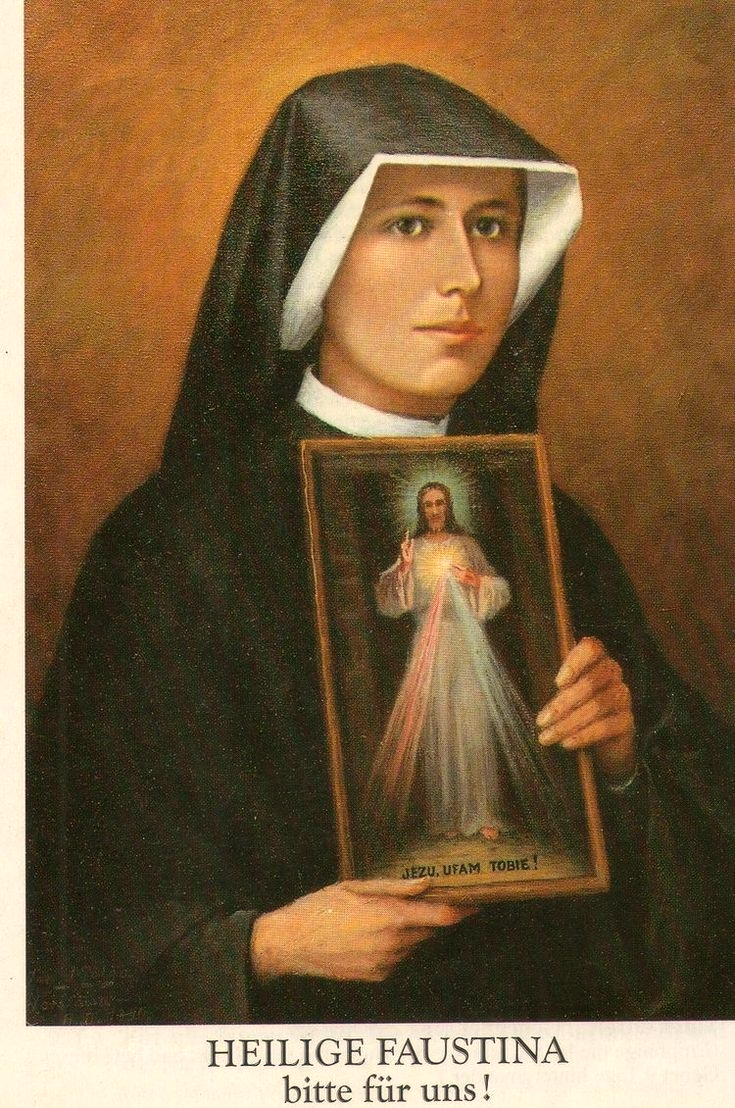 JEZU, UFAM TOBIE!
HEILIGE FAUSTINA
bitte für uns!